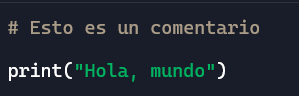 # Esto es un comentario
print("Hola, mundo")